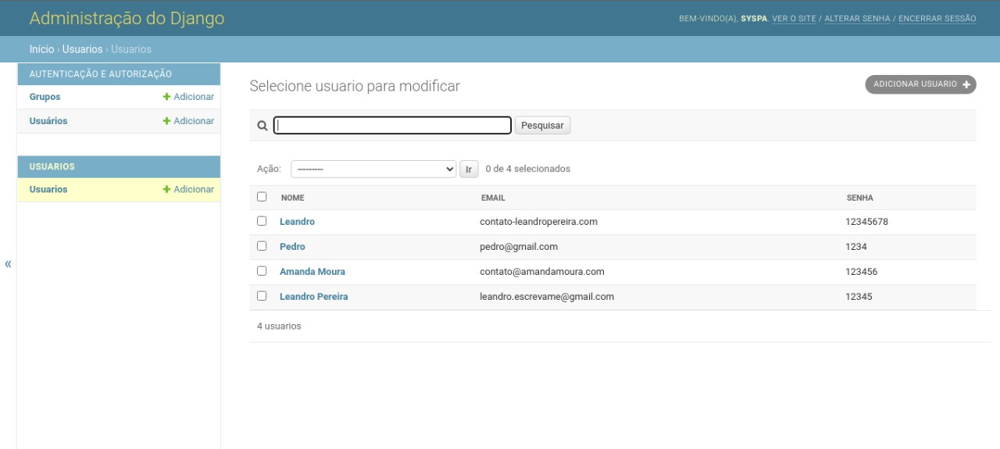 Administração do Django
BEM-VINDO(A), SYSPA. VER O SITE / ALTERAR SENHA / ENCERRAR SESSÃO
Início › Usuarios › Usuarios
AUTENTICAÇÃO E AUTORIZAÇÃO
Grupos + Adicionar
Usuários + Adicionar
USUARIOS
Usuarios + Adicionar
«
Selecione usuario para modificar
ADICIONAR USUARIO +
Pesquisar
Ação: --------- Ir 0 de 4 selecionados
NOME EMAIL SENHA
Leandro contato-leandropereira.com 12345678
Pedro pedro@gmail.com 1234
Amanda Moura contato@amandamoura.com 123456
Leandro Pereira leandro.escrevame@gmail.com 12345
4 usuarios